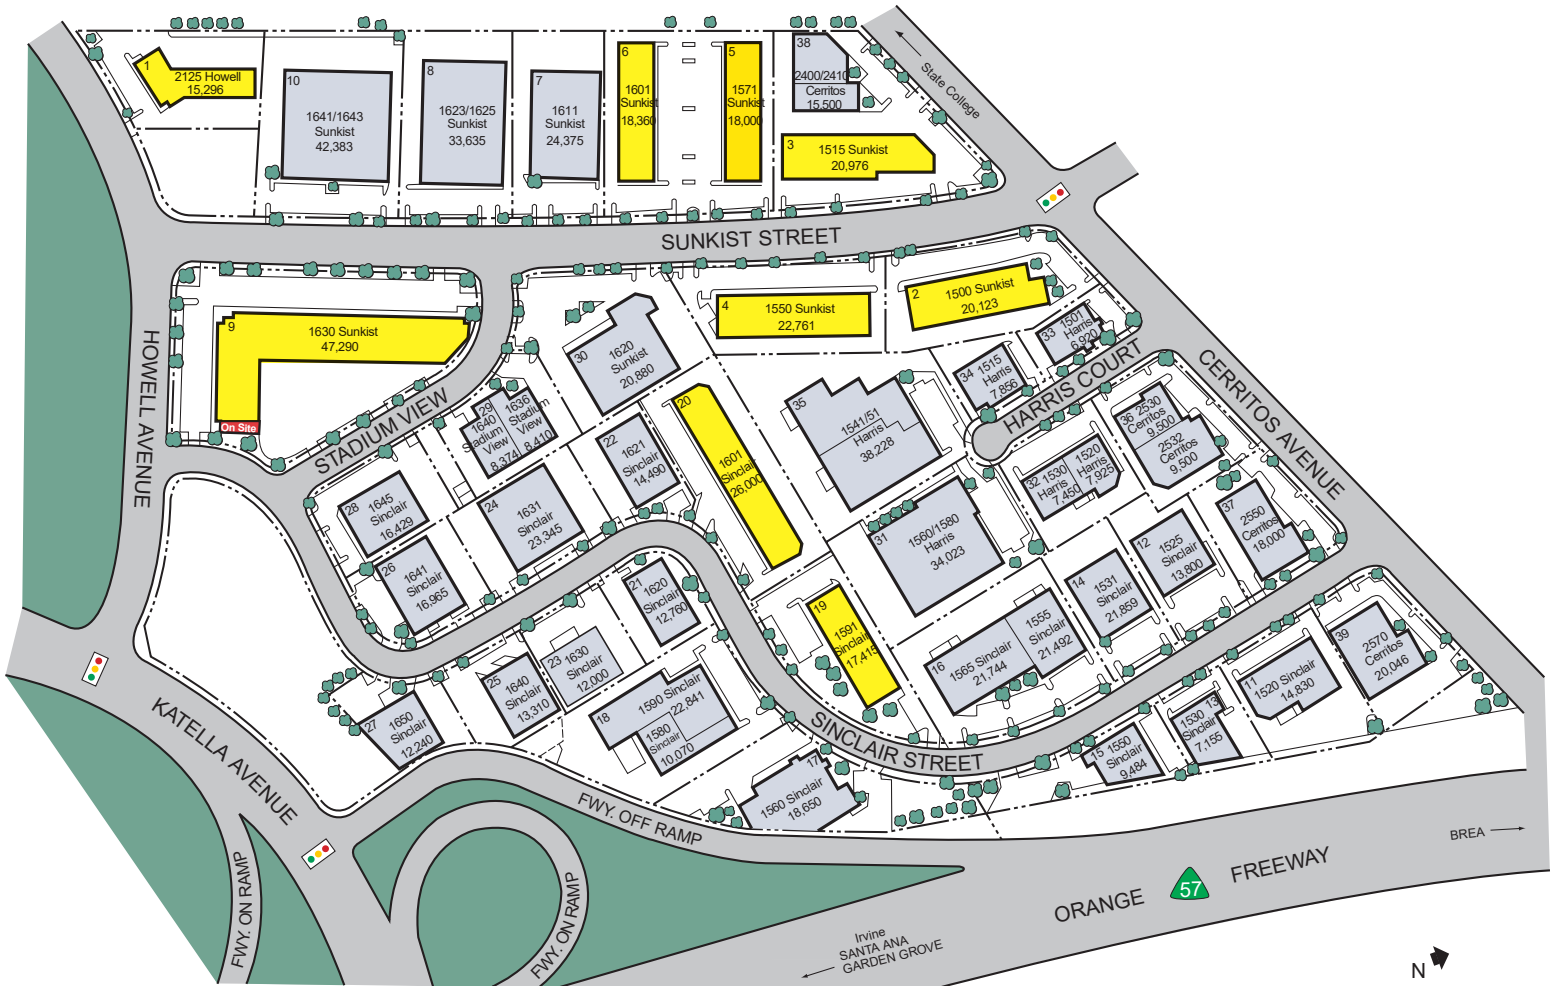 1
2125 Howell
15,296
10
1641/1643
Sunkist
42,383
8
1623/1625
Sunkist
33,635
7
1611
Sunkist
24,375
6
1601
Sunkist
18,360
5
1571
Sunkist
18,000
38
2400/2410
Cerritos
15,500
3
1515 Sunkist
20,976
State College
SUNKIST STREET
9
1630 Sunkist
47,290
On Site
HOWELL AVENUE
STADIUM VIEW
30
1620
Sunkist
20,880
4
1550 Sunkist
22,761
2
1500 Sunkist
20,123
33
1501
Harris
6,920
34
1515
Harris
7,856
HARRIS COURT
CERRITOS AVENUE
29
1640
Stadium
View
8,374
1636
Stadium
View
8,410
22
1621
Sinclair
14,490
20
1601
Sinclair
26,000
35
1541/51
Harris
38,228
36
2530
Cerritos
9,500
2532
Cerritos
9,500
32
1530
Harris
7,450
1520
Harris
7,925
28
1645
Sinclair
16,429
24
1631
Sinclair
23,345
26
1641
Sinclair
16,965
31
1560/1580
Harris
34,023
37
2550
Cerritos
18,000
12
1525
Sinclair
13,800
14
1531
Sinclair
21,859
21
1620
Sinclair
12,760
19
1591
Sinclair
17,415
16
1565 Sinclair
21,744
1555
Sinclair
21,492
39
2570
Cerritos
20,046
11
1520 Sinclair
14,830
13
1530
Sinclair
7,155
15
1550
Sinclair
9,484
23
1630
Sinclair
12,000
25
1640
Sinclair
13,310
27
1650
Sinclair
12,240
18
1590 Sinclair
22,841
1580
Sinclair
10,070
17
1560 Sinclair
18,650
SINCLAIR STREET
KATELLA AVENUE
FWY. OFF RAMP
FWY. ON RAMP
FWY. ON RAMP
ORANGE
57
FREEWAY
BREA
Irvine
SANTA ANA
GARDEN GROVE
N